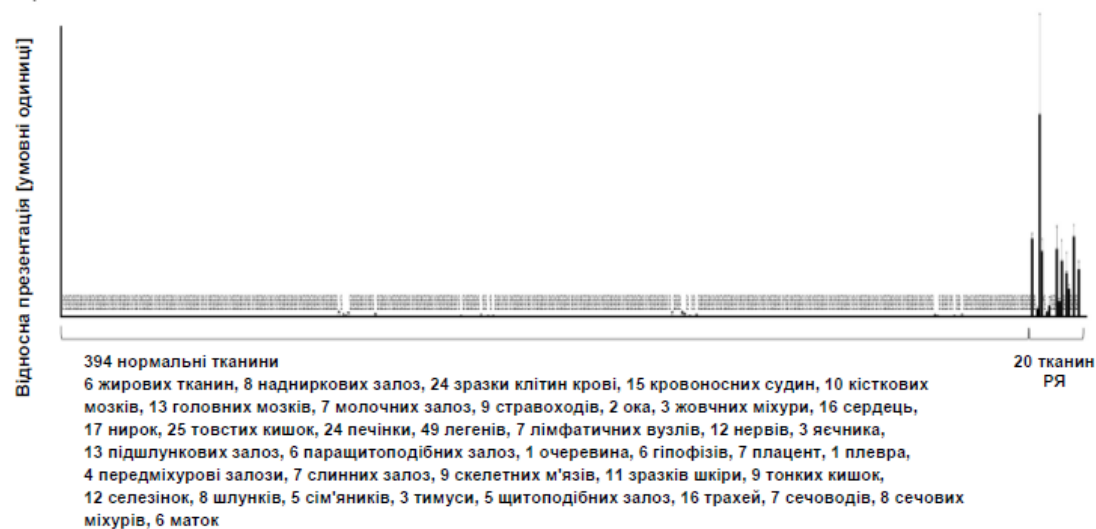 Відносна презентація [умовні одиниці]
394 нормальні тканини
20 тканин
РЯ
6 жирових тканин, 8 надниркових залоз, 24 зразки клітин крові, 15 кровоносних судин, 10 кісткових
мозків, 13 головних мозків, 7 молочних залоз, 9 стравоходів, 2 ока, 3 жовчних міхури, 16 сердець,
17 нирок, 25 товстих кишок, 24 печінки, 49 легенів, 7 лімфатичних вузлів, 12 нервів, 3 яєчника,
13 підшлункових залоз, 6 паращитоподібних залоз, 1 очеревина, 6 гіпофізів, 7 плацент, 1 плевра,
4 передміхурові залози, 7 слинних залоз, 9 скелетних м'язів, 11 зразків шкіри, 9 тонких кишок,
12 селезінок, 8 шлунків, 5 сім'яників, 3 тимуси, 5 щитоподібних залоз, 16 трахей, 7 сечоводів, 8 сечових
міхурів, 6 маток